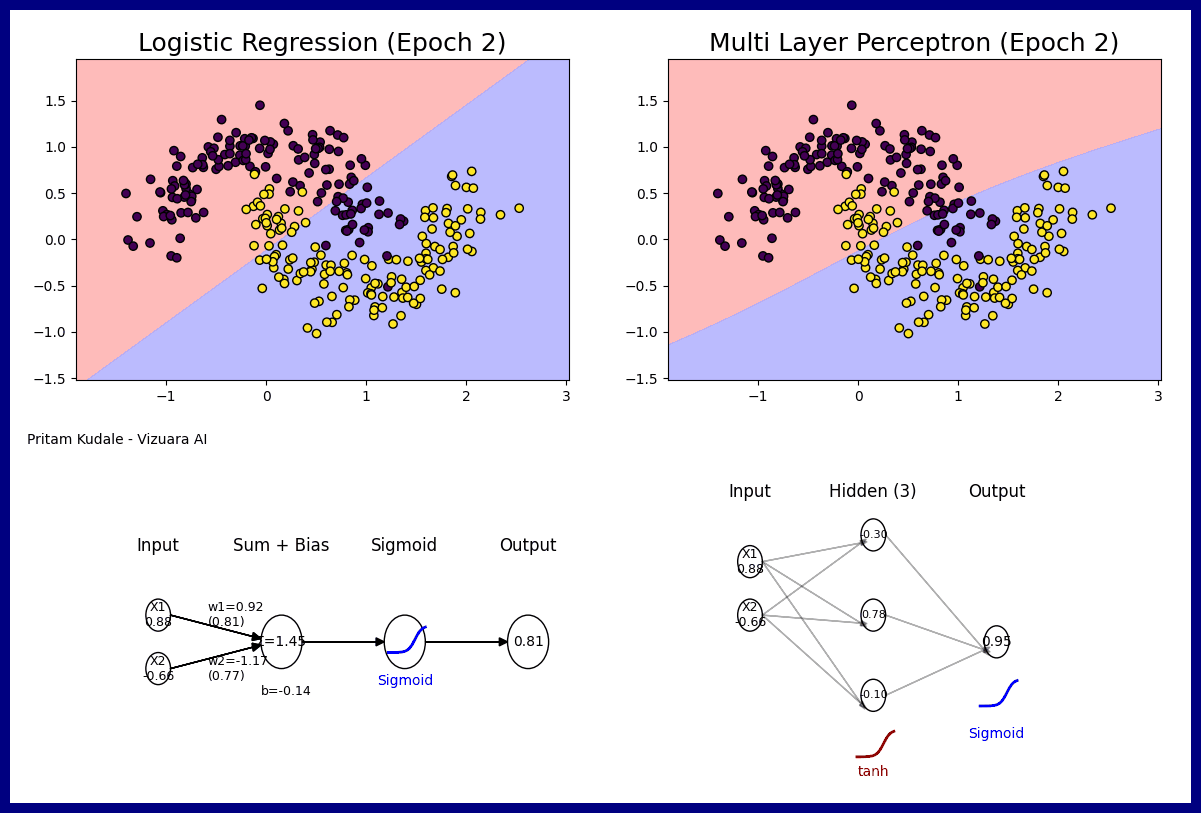 Logistic Regression (Epoch 2)
1.5
1.0
0.5
0.0
−0.5
−1.0
−1.5
−1
0
1
2
3
Multi Layer Perceptron (Epoch 2)
1.5
1.0
0.5
0.0
−0.5
−1.0
−1.5
−1
0
1
2
3
Pritam Kudale - Vizuara AI
Input
Sum + Bias
Sigmoid
Output
X1
0.88
X2
-0.66
w1=0.92
(0.81)
w2=-1.17
(0.77)
=1.45
b=-0.14
Sigmoid
0.81
Input
Hidden (3)
Output
X1
0.88
X2
-0.66
-0.30
0.78
-0.10
0.95
tanh
Sigmoid